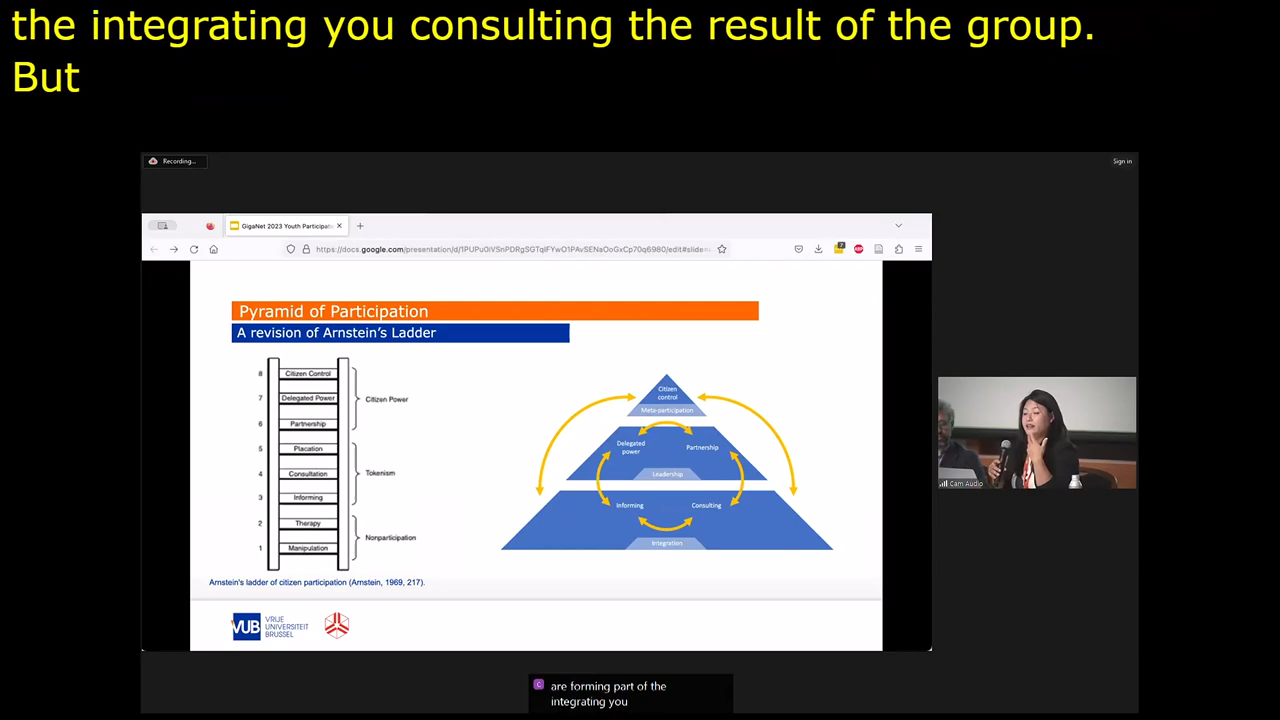 the integrating you consulting the result of the group.
But
Recording...
Sign in
GigaNet 2023 Youth Participat
Pyramid of Participation
A revision of Arnstein's Ladder
8
Citizen Control
7
Delegated Power
6
Partnership
5
Placation
4
Consultation
3
Informing
2
Therapy
1
Manipulation
Citizen Power
Tokenism
Nonparticipation
Citizen
control
Meta-participation
Delegated
power
Partnership
Leadership
Informing
Consulting
Integration
Arnstein's ladder of citizen participation (Arnstein, 1969, 217).
VUB
VRIJE
UNIVERSITEIT
BRUSSEL
Cam Audio
C
are forming part of the
integrating you